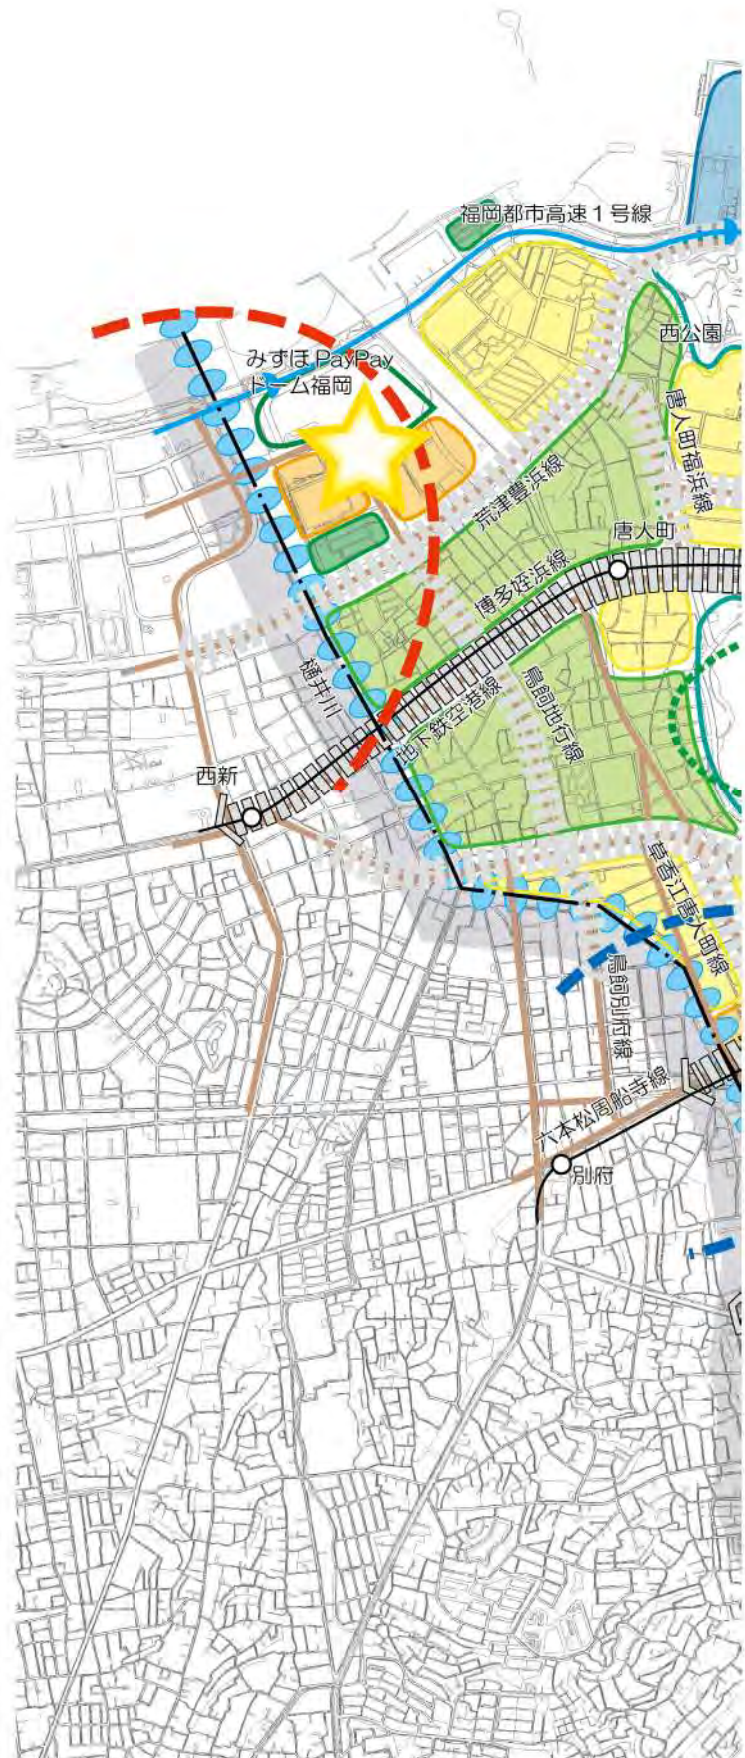 福岡都市高速1号線
西公園
みずほPayPay
ドーム福岡
唐人町福浜線
荒津豊浜線
唐人町
博多姪浜線
樋井川
地下鉄空港線
鳥飼地行線
西新
草香江唐人町線
鳥飼別府線
六本松周船寺線
別府